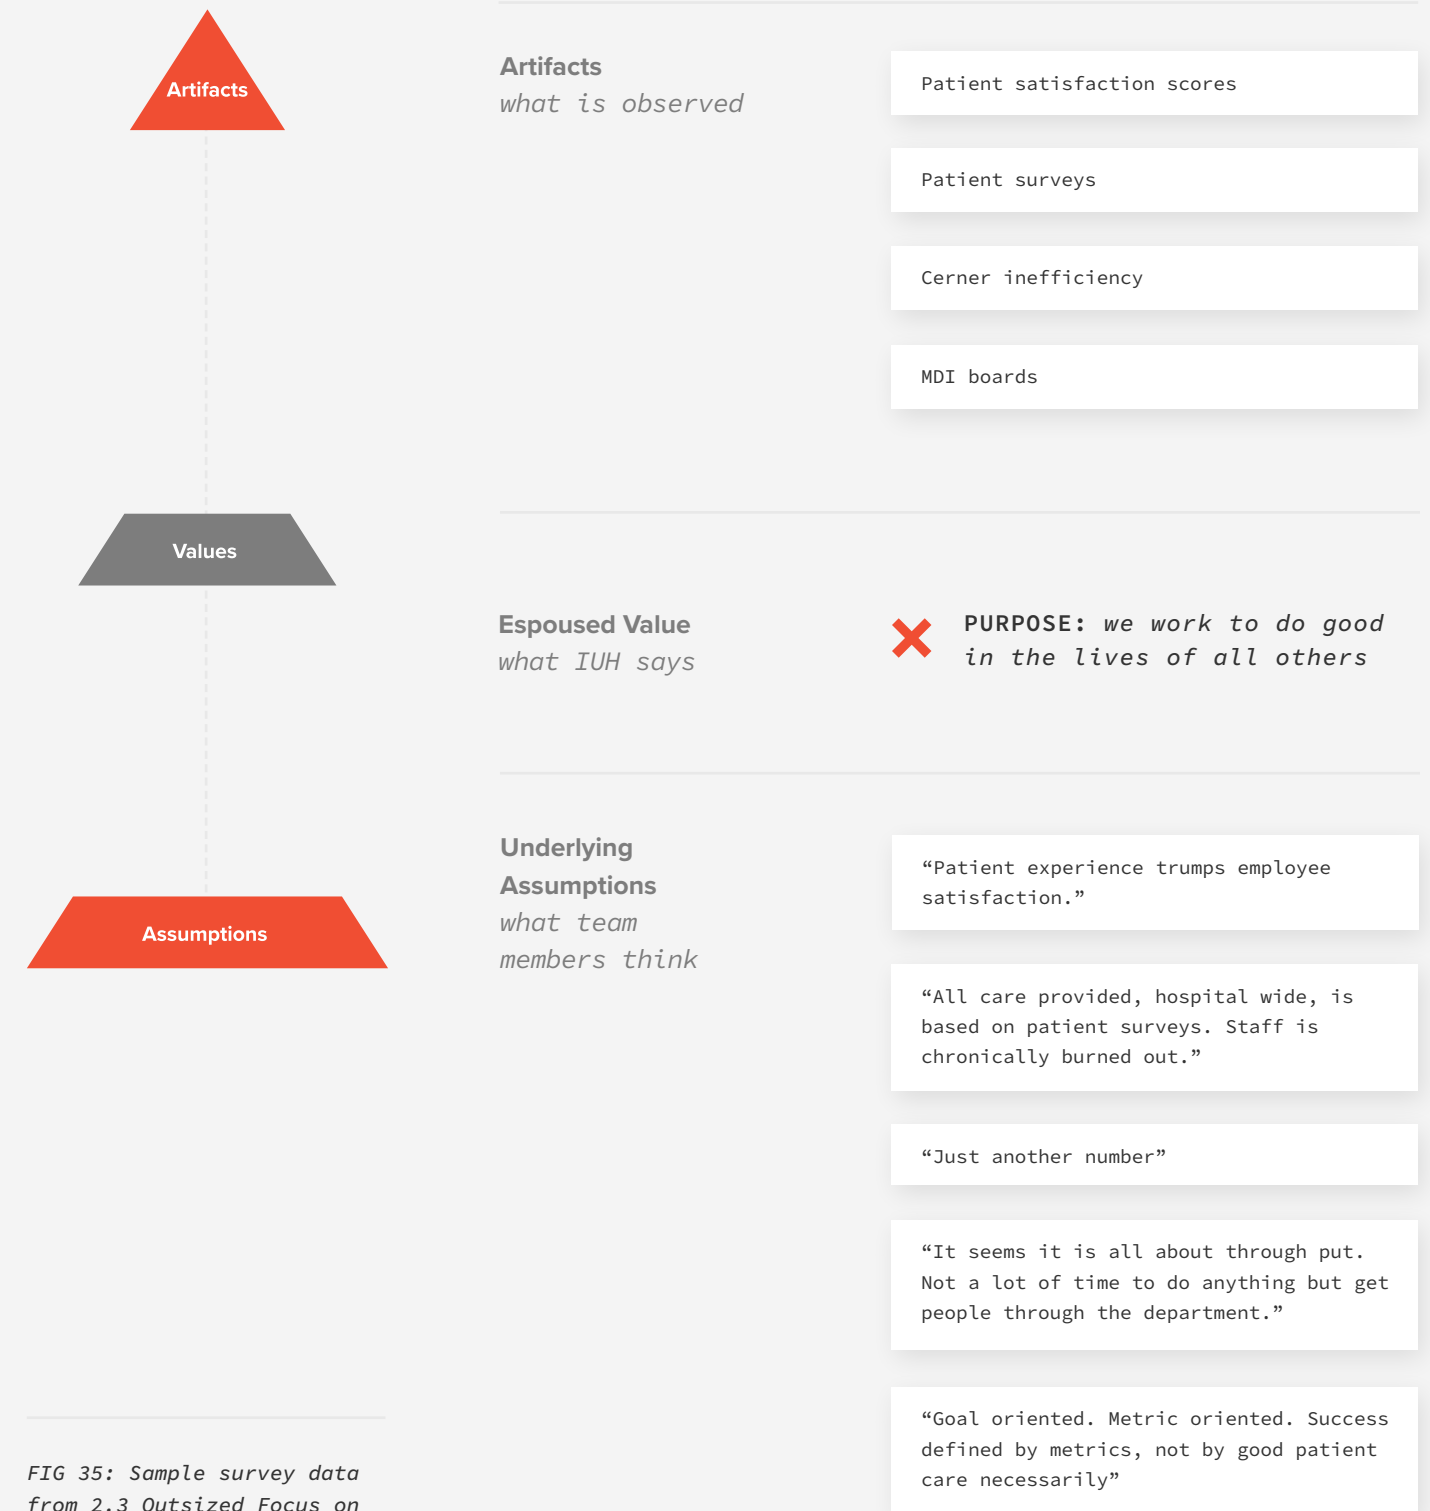 Artifacts
Artifacts
what is observed
Patient satisfaction scores
Patient surveys
Cerner inefficiency
MDI boards
Values
Espoused Value
what IUH says
PURPOSE: we work to do good
in the lives of all others
Assumptions
Underlying
Assumptions
what team
members think
“Patient experience trumps employee
satisfaction.”
“All care provided, hospital wide, is
based on patient surveys. Staff is
chronically burned out.”
“Just another number”
“It seems it is all about through put.
Not a lot of time to do anything but get
people through the department.”
“Goal oriented. Metric oriented. Success
defined by metrics, not by good patient
care necessarily”
FIG 35: Sample survey data
from 2.3 Outsized Focus on